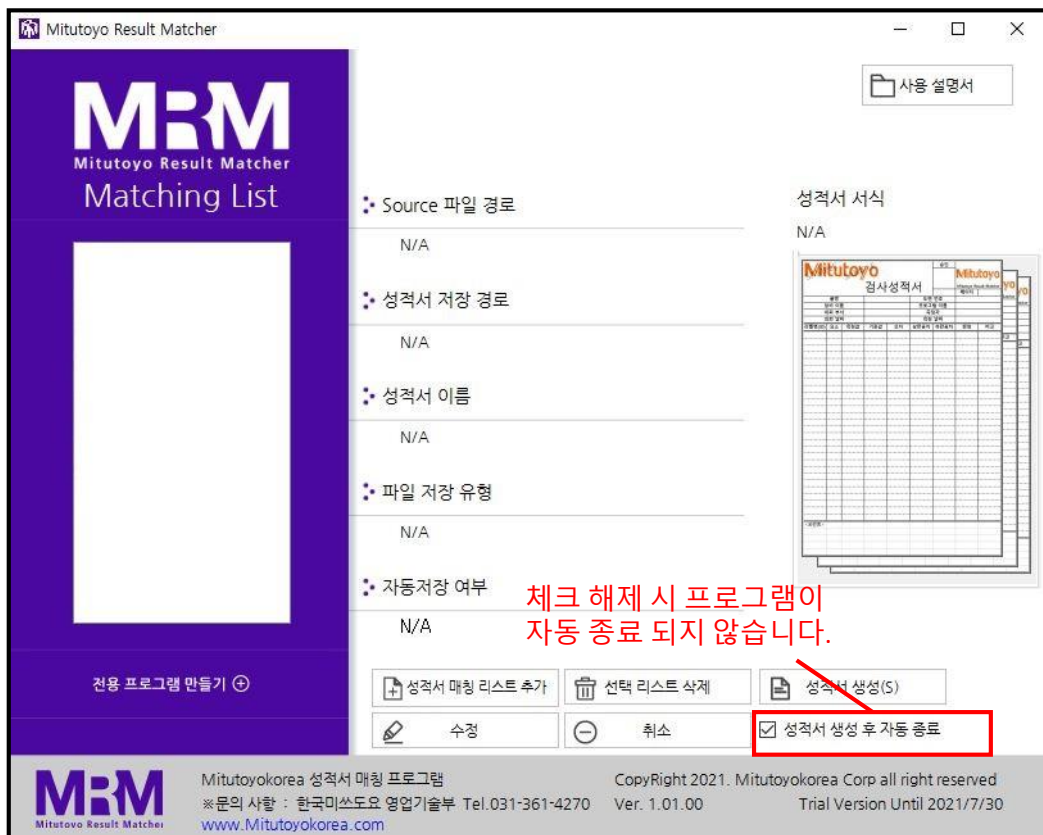 Mitutoyo Result Matcher
사용 설명서
MRM
Mitutoyo Result Matcher
Matching List
Source 파일 경로
N/A
성적서 저장 경로
N/A
성적서 이름
N/A
파일 저장 유형
N/A
자동저장 여부
N/A
성적서 서식
N/A
Mitutoyo
검사성적서
Mitutoyo
체크 해제 시 프로그램이
자동 종료 되지 않습니다.
전용 프로그램 만들기
성적서 매칭 리스트 추가
선택 리스트 삭제
성적서 생성(S)
수정
취소
성적서 생성 후 자동 종료
MRM
Mitutoyo Result Matcher
Mitutoyokorea 성적서 매칭 프로그램
※문의 사항 : 한국미쓰도요 영업기술부 Tel.031-361-4270
www.Mitutoyokorea.com
CopyRight 2021. Mitutoyokorea Corp all right reserved
Ver. 1.01.00 Trial Version Until 2021/7/30